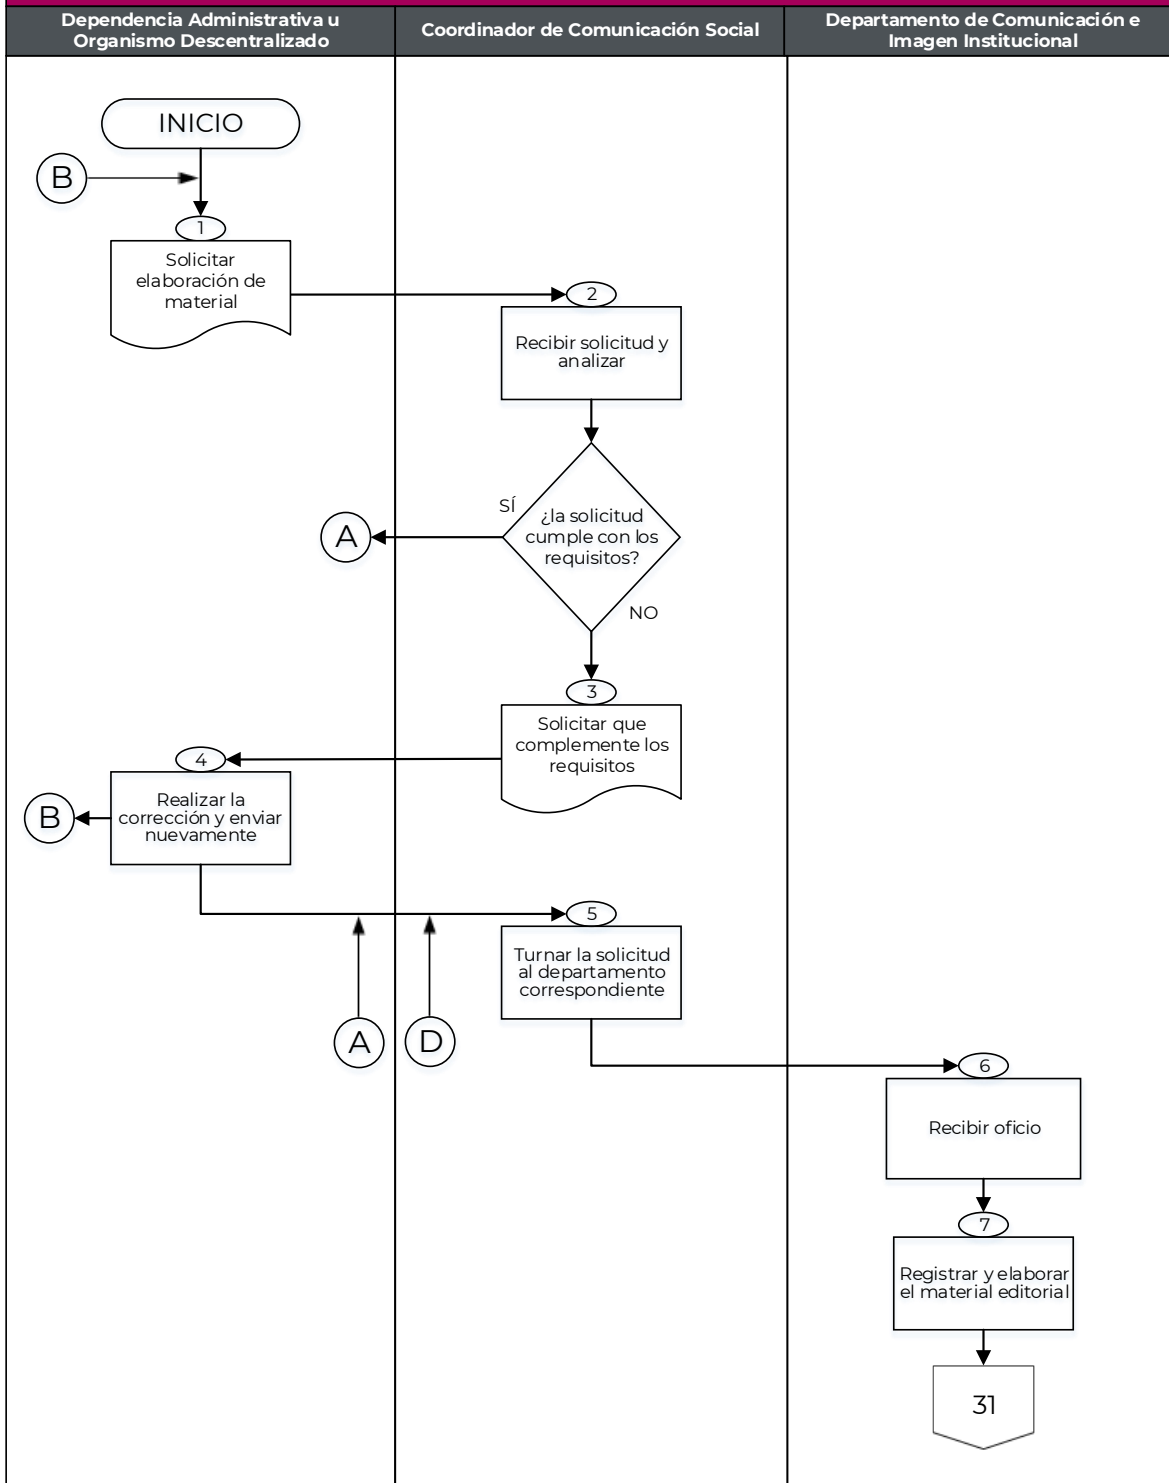 Dependencia Administrativa u
Organismo Descentralizado
Coordinador de Comunicación Social
Departamento de Comunicación e
Imagen Institucional
INICIO
B
1
Solicitar
elaboración de
material
2
Recibir solicitud y
analizar
SÍ
¿la solicitud
cumple con los
requisitos?
A
NO
3
Solicitar que
complemente los
requisitos
4
Realizar la
corrección y enviar
nuevamente
B
5
Turnar la solicitud
al departamento
correspondiente
A
D
6
Recibir oficio
7
Registrar y elaborar
el material editorial
31